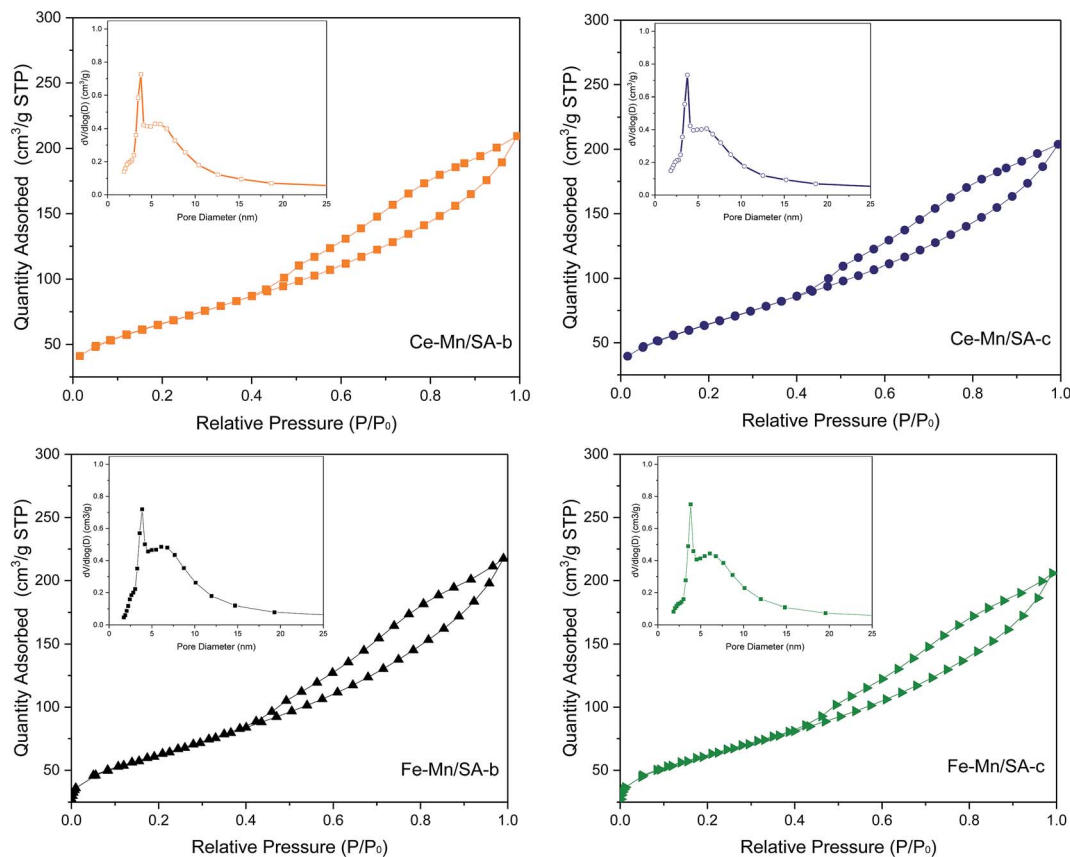 300
250
200
150
100
50
Quantity Adsorbed (cm³/g STP)
0.0 0.2 0.4 0.6 0.8 1.0
Relative Pressure (P/P₀)
Ce-Mn/SA-b
1.0
0.8
0.6
0.4
0.2
0.0
dV/dlog(D) (cm³/g)
0 5 10 15 20 25
Pore Diameter (nm)
300
250
200
150
100
50
Quantity Adsorbed (cm³/g STP)
0.0 0.2 0.4 0.6 0.8 1.0
Relative Pressure (P/P₀)
Ce-Mn/SA-c
1.0
0.8
0.6
0.4
0.2
0.0
dV/dlog(D) (cm³/g)
0 5 10 15 20 25
Pore Diameter (nm)
300
250
200
150
100
50
Quantity Adsorbed (cm³/g STP)
0.0 0.2 0.4 0.6 0.8 1.0
Relative Pressure (P/P₀)
Fe-Mn/SA-b
1.0
0.8
0.6
0.4
0.2
0.0
dV/dlog(D) (cm3/g)
0 5 10 15 20 25
Pore Diameter (nm)
300
250
200
150
100
50
Quantity Adsorbed (cm³/g STP)
0.0 0.2 0.4 0.6 0.8 1.0
Relative Pressure (P/P₀)
Fe-Mn/SA-c
1.0
0.8
0.6
0.4
0.2
0.0
dV/dlog(D) (cm3/g)
0 5 10 15 20 25
Pore Diameter (nm)